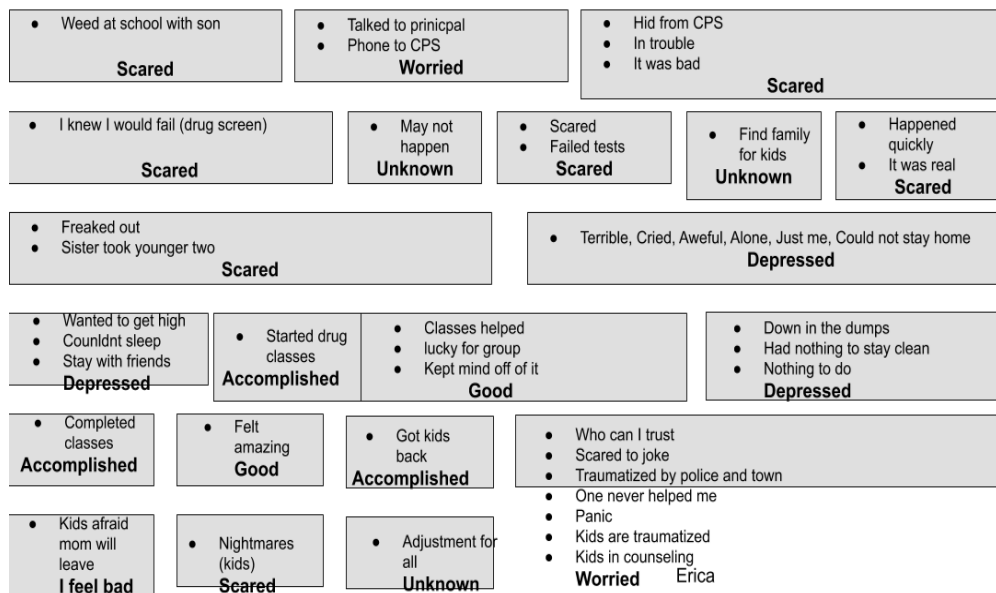 Weed at school with son
Scared
Talked to prinicpal
Phone to CPS
Worried
Hid from CPS
In trouble
It was bad
Scared
I knew I would fail (drug screen)
Scared
May not
happen
Unknown
Scared
Failed tests
Scared
Find family
for kids
Unknown
Happened
quickly
It was real
Scared
Freaked out
Sister took younger two
Scared
Terrible, Cried, Aweful, Alone, Just me, Could not stay home
Depressed
Wanted to get high
Counldnt sleep
Stay with friends
Depressed
Started drug
classes
Accomplished
Classes helped
lucky for group
Kept mind off of it
Good
Down in the dumps
Had nothing to stay clean
Nothing to do
Depressed
Completed
classes
Accomplished
Felt
amazing
Good
Got kids
back
Accomplished
Who can I trust
Scared to joke
Traumatized by police and town
One never helped me
Panic
Kids are traumatized
Kids in counseling
Worried
Erica
Kids afraid
mom will
leave
I feel bad
Nightmares
(kids)
Scared
Adjustment for
all
Unknown